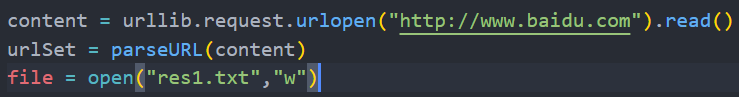 content = urllib.request.urlopen("http://www.baidu.com").read()
urlSet = parseURL(content)
file = open("res1.txt","w")